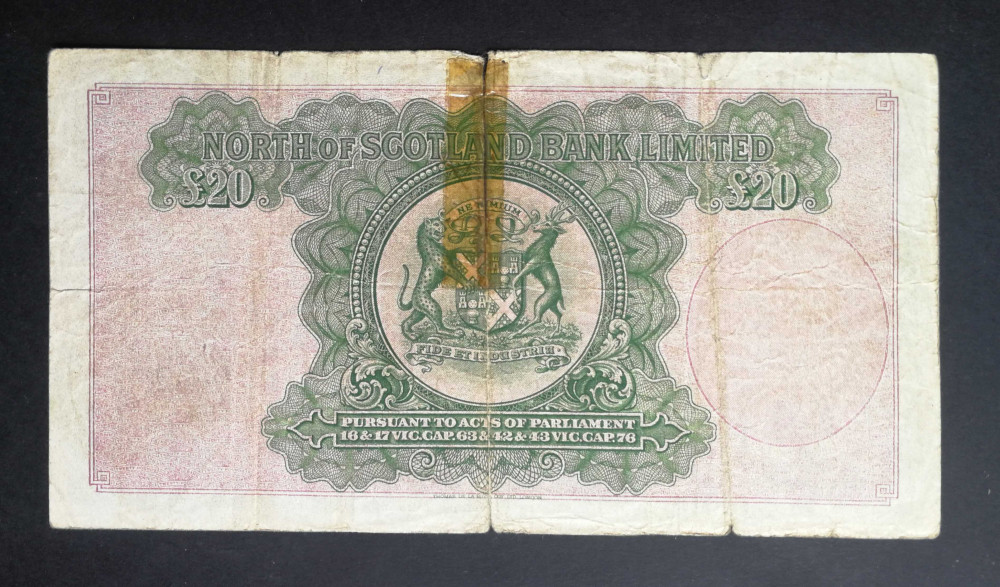 NORTH OF SCOTLAND BANK LIMITED
£20 £20
FIDE ET INDUSTRIA
PURSUANT TO ACTS OF PARLIAMENT
16 & 17 VIC. CAP. 63 & 42 & 43 VIC. CAP. 76